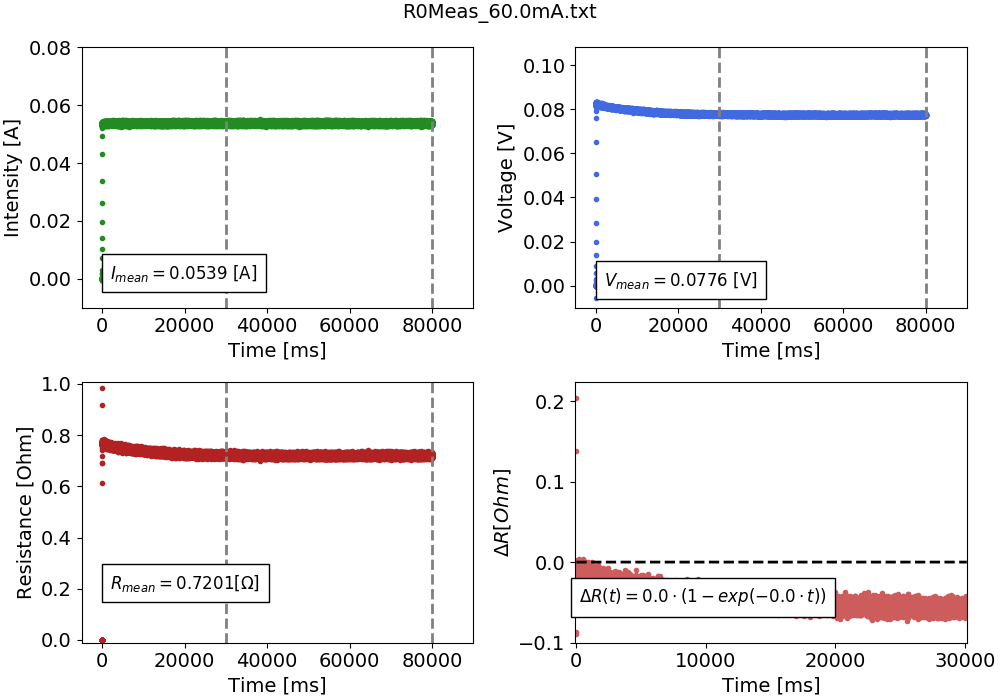 R0Meas_60.0mA.txt
0.08
0.06
0.04
0.02
0.00
Intensity [A]
I_mean = 0.0539 [A]
0 20000 40000 60000 80000
Time [ms]
0.10
0.08
0.06
0.04
0.02
0.00
Voltage [V]
V_mean = 0.0776 [V]
0 20000 40000 60000 80000
Time [ms]
1.0
0.8
0.6
0.4
0.2
0.0
Resistance [Ohm]
R_mean = 0.7201[Ω]
0 20000 40000 60000 80000
Time [ms]
0.2
0.1
0.0
−0.1
ΔR[Ohm]
ΔR(t) = 0.0 · (1 − exp(−0.0 · t))
0 10000 20000 30000
Time [ms]